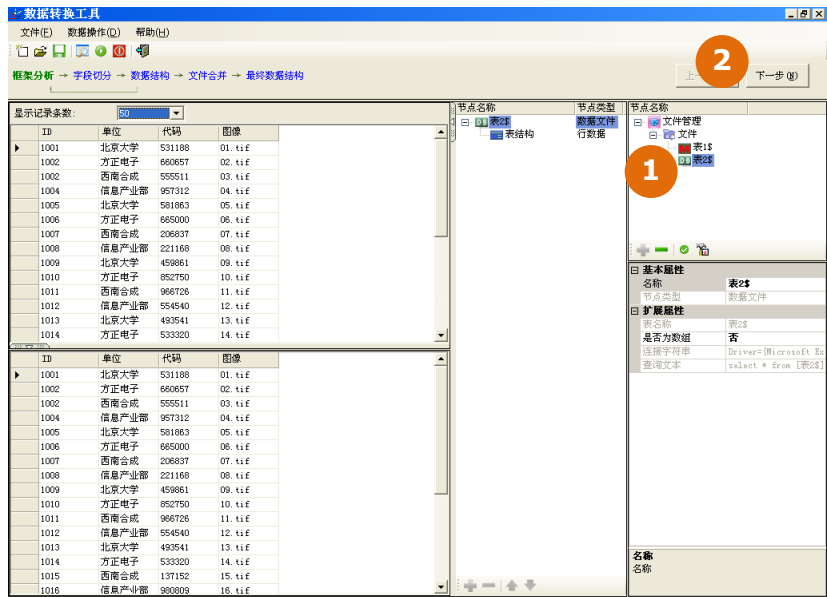 数据转换工具
文件(F) 数据操作(D) 帮助(H)
框架分析 → 字段切分 → 数据结构 → 文件合并 → 最终数据结构
上一
2
下一步(N)
显示记录条数: 50
ID 单位 代码 图像
1001 北京大学 531188 01.tif
1002 方正电子 660657 02.tif
1002 西南合成 555511 03.tif
1004 信息产业部 957312 04.tif
1005 北京大学 581863 05.tif
1006 方正电子 665000 06.tif
1007 西南合成 206837 07.tif
1008 信息产业部 221168 08.tif
1009 北京大学 459861 09.tif
1010 方正电子 852750 10.tif
1011 西南合成 966726 11.tif
1012 信息产业部 554540 12.tif
1013 北京大学 493541 13.tif
1014 方正电子 533320 14.tif
ID 单位 代码 图像
1001 北京大学 531188 01.tif
1002 方正电子 660657 02.tif
1002 西南合成 555511 03.tif
1004 信息产业部 957312 04.tif
1005 北京大学 581863 05.tif
1006 方正电子 665000 06.tif
1007 西南合成 206837 07.tif
1008 信息产业部 221168 08.tif
1009 北京大学 459861 09.tif
1010 方正电子 852750 10.tif
1011 西南合成 966726 11.tif
1012 信息产业部 554540 12.tif
1013 北京大学 493541 13.tif
1014 方正电子 533320 14.tif
1015 西南合成 137152 15.tif
1016 信息产业部 980809 16.tif
节点名称 节点类型
表2$ 数据文件
表结构 行数据
节点名称
文件管理
文件
表1$
表2$
1
基本属性
名称 表2$
节点类型 数据文件
扩展属性
表名称 表2$
是否为数组 否
连接字符串 Driver={Microsoft Ex
查询文本 select * from [表2$]
名称
名称